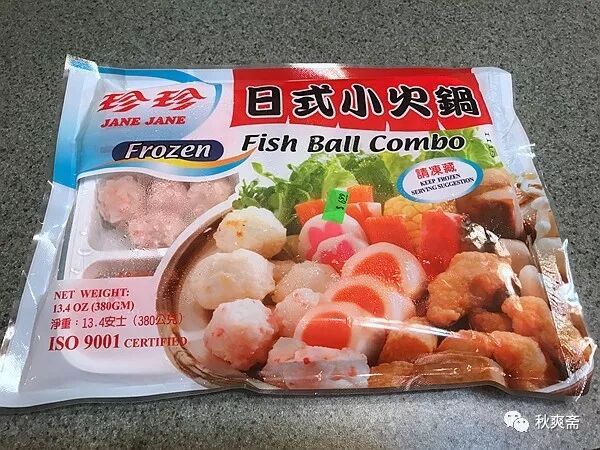 珍珍
JANE JANE
日式小火鍋
Frozen
Fish Ball Combo
請凍藏
KEEP FROZEN
SERVING SUGGESTION
NET WEIGHT:
13.4 OZ (380GM)
淨重：13.4安士（380公克）
ISO 9001 CERTIFIED
秋爽斋